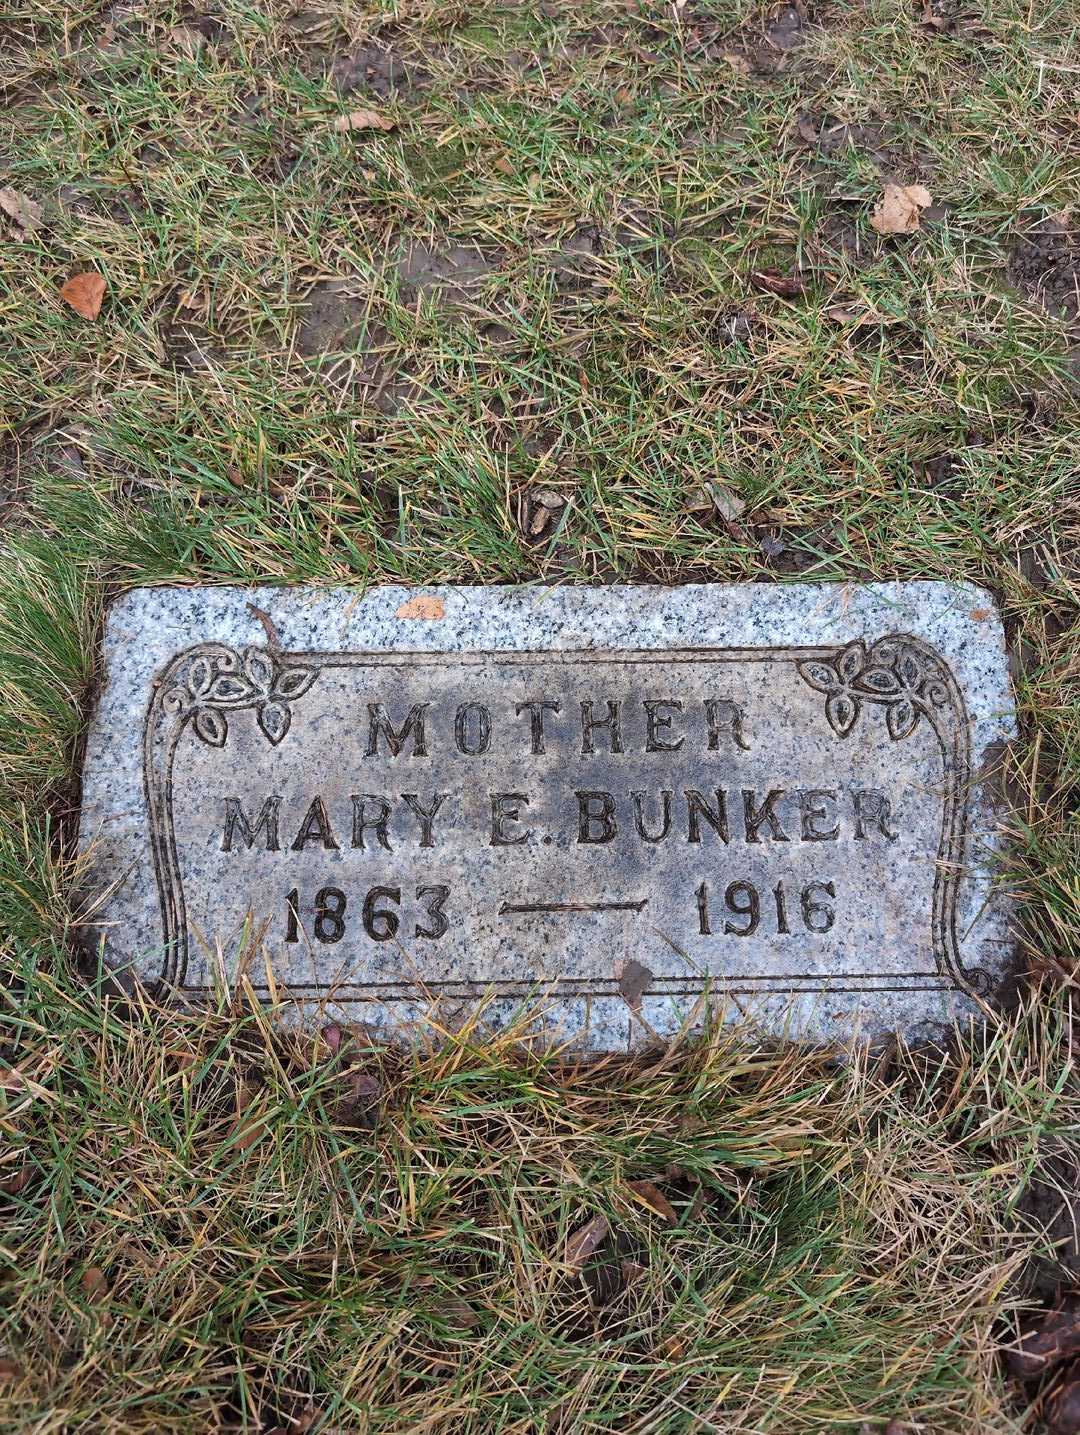 MOTHER
MARY E. BUNKER
1863 — 1916